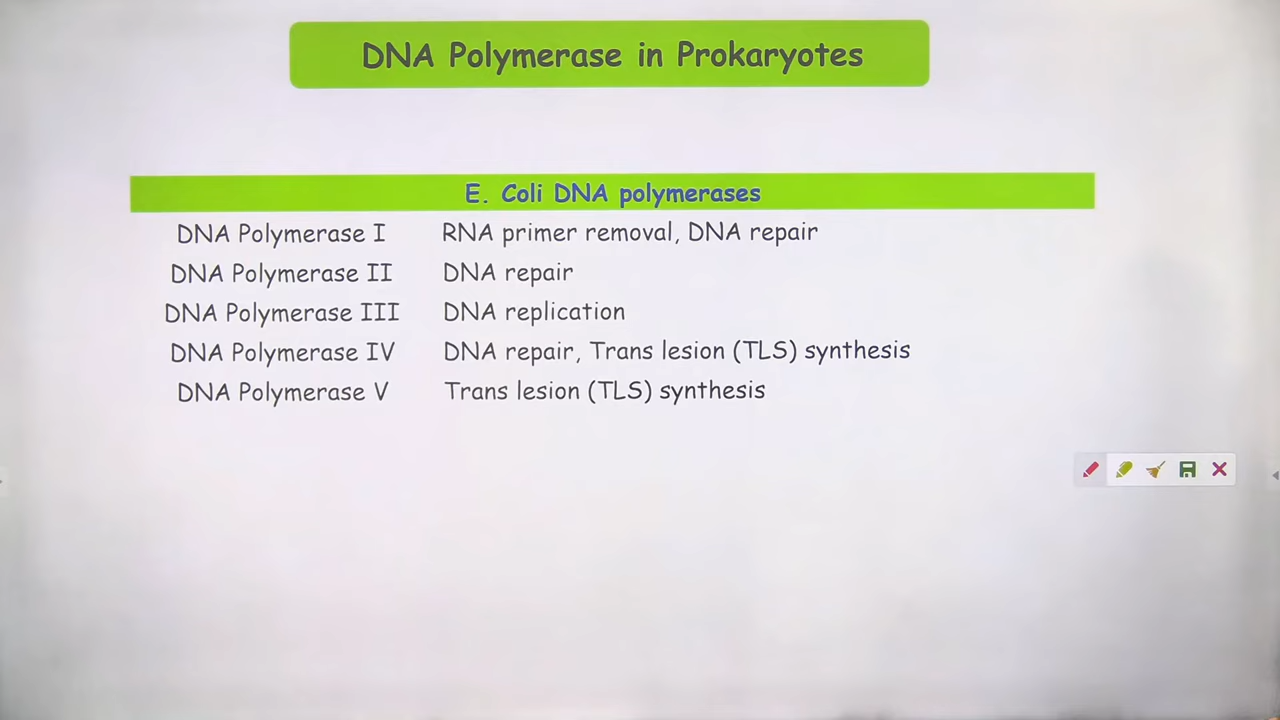 DNA Polymerase in Prokaryotes
E. Coli DNA polymerases
DNA Polymerase I RNA primer removal, DNA repair
DNA Polymerase II DNA repair
DNA Polymerase III DNA replication
DNA Polymerase IV DNA repair, Trans lesion (TLS) synthesis
DNA Polymerase V Trans lesion (TLS) synthesis